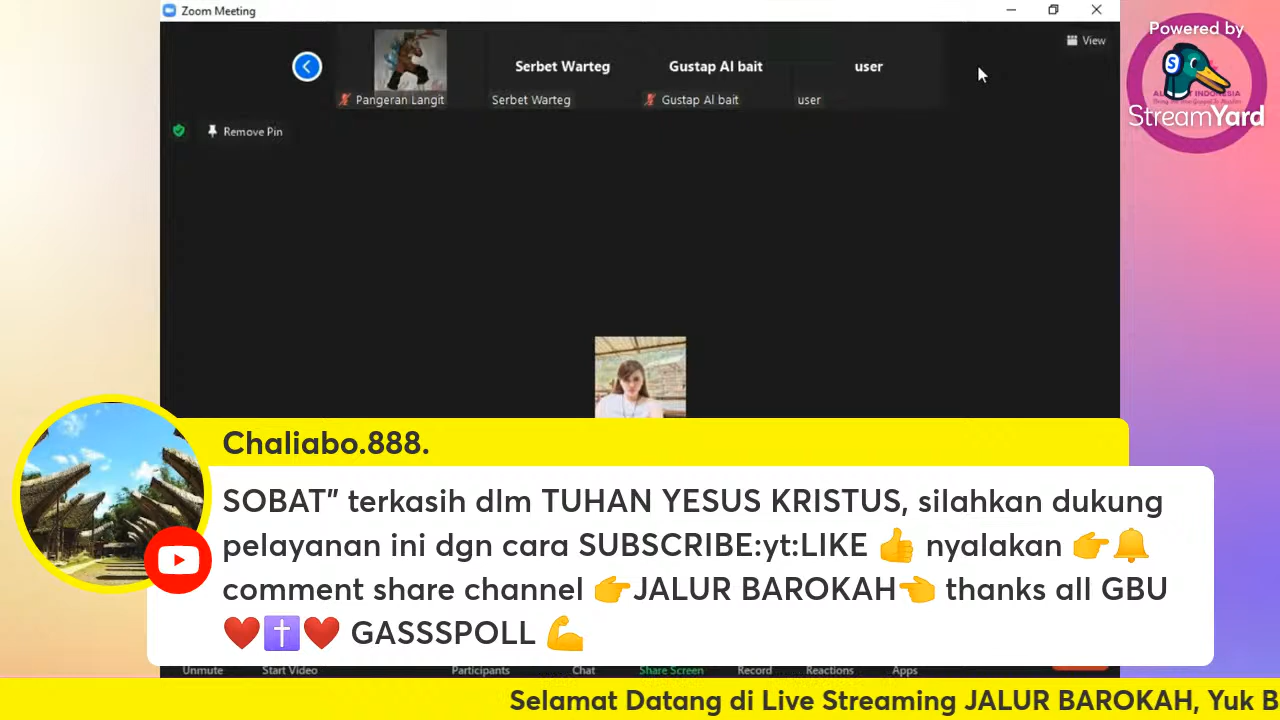 Zoom Meeting
Powered by
StreamYard
View
Serbet Warteg
Gustap Al bait
user
Pangeran Langit
Serbet Warteg
Gustap Al bait
user
Remove Pin
Chaliabo.888.
SOBAT” terkasih dlm TUHAN YESUS KRISTUS, silahkan dukung
pelayanan ini dgn cara SUBSCRIBE:yt:LIKE 👍 nyalakan 👉🔔
comment share channel 👉JALUR BAROKAH👈 thanks all GBU
❤️✝️❤️ GASSSPOLL 💪
Unmute
Start Video
Participants
Chat
Share Screen
Record
Reactions
Apps
Selamat Datang di Live Streaming JALUR BAROKAH, Yuk B